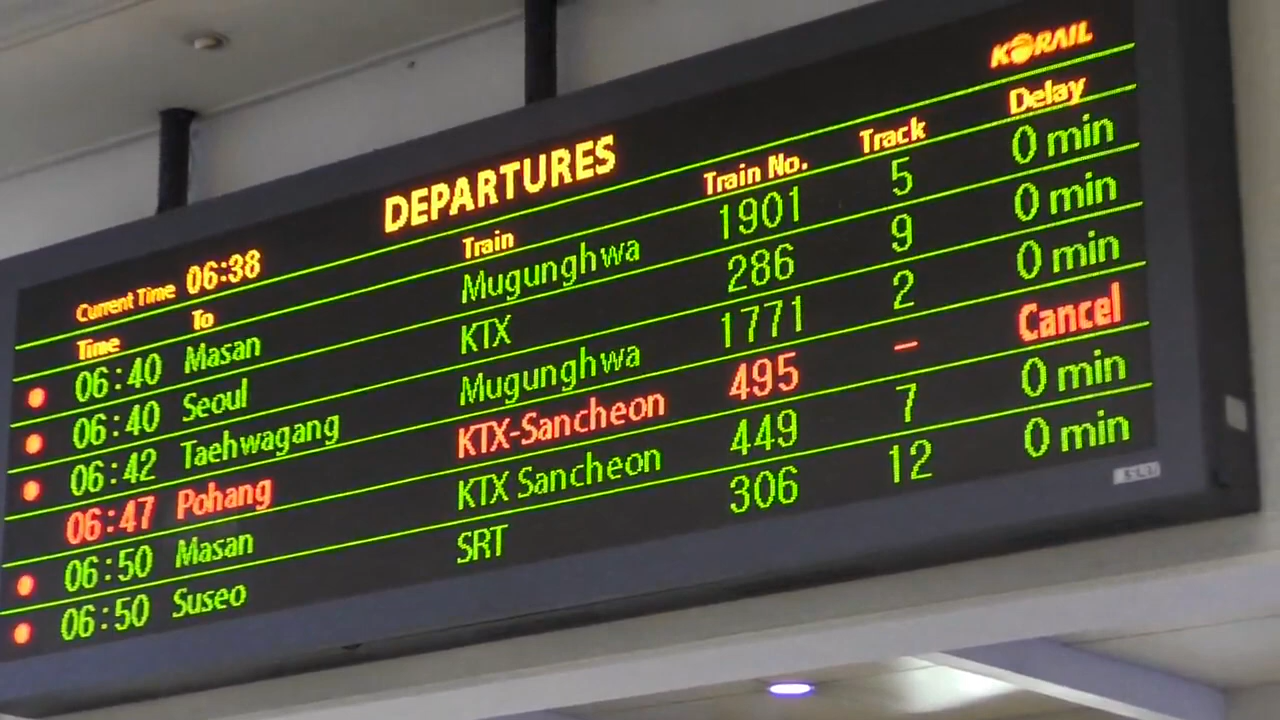 KORAIL
DEPARTURES
Current Time 06:38
Time To Train Train No. Track Delay
06:40 Masan Mugunghwa 1901 5 0 min
06:40 Seoul KTX 286 9 0 min
06:42 Taehwagang Mugunghwa 1771 2 0 min
06:47 Pohang KTX-Sancheon 495 – Cancel
06:50 Masan KTX Sancheon 449 7 0 min
06:50 Suseo SRT 306 12 0 min